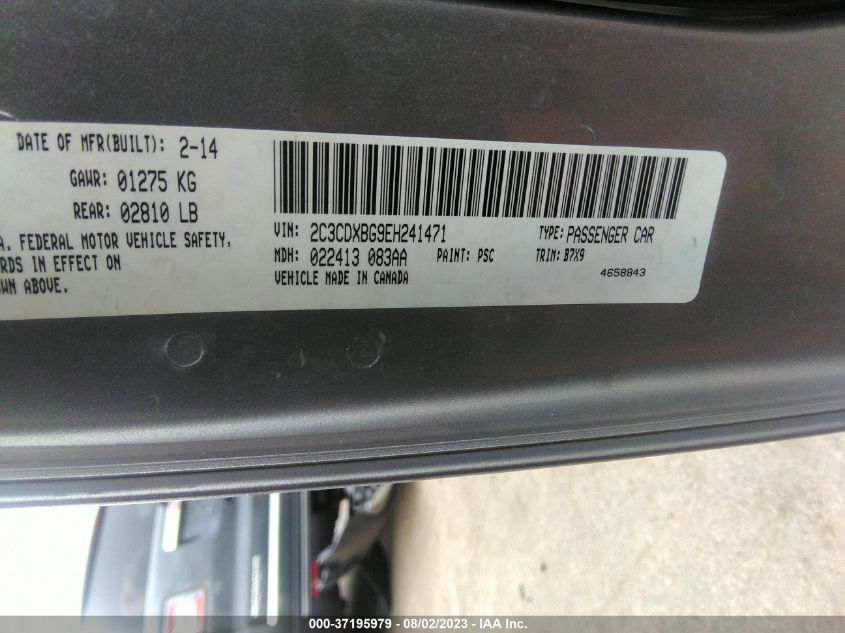 DATE OF MFR(BUILT): 2-14
GAWR: 01275 KG
REAR: 02810 LB
A. FEDERAL MOTOR VEHICLE SAFETY,
RDS IN EFFECT ON
WN ABOVE.
VIN: 2C3CDXBG9EH241471 TYPE: PASSENGER CAR
MDH: 022413 083AA PAINT: PSC TRIM: B7X9
VEHICLE MADE IN CANADA 4658843
000-37195979 - 08/02/2023 - IAA Inc.